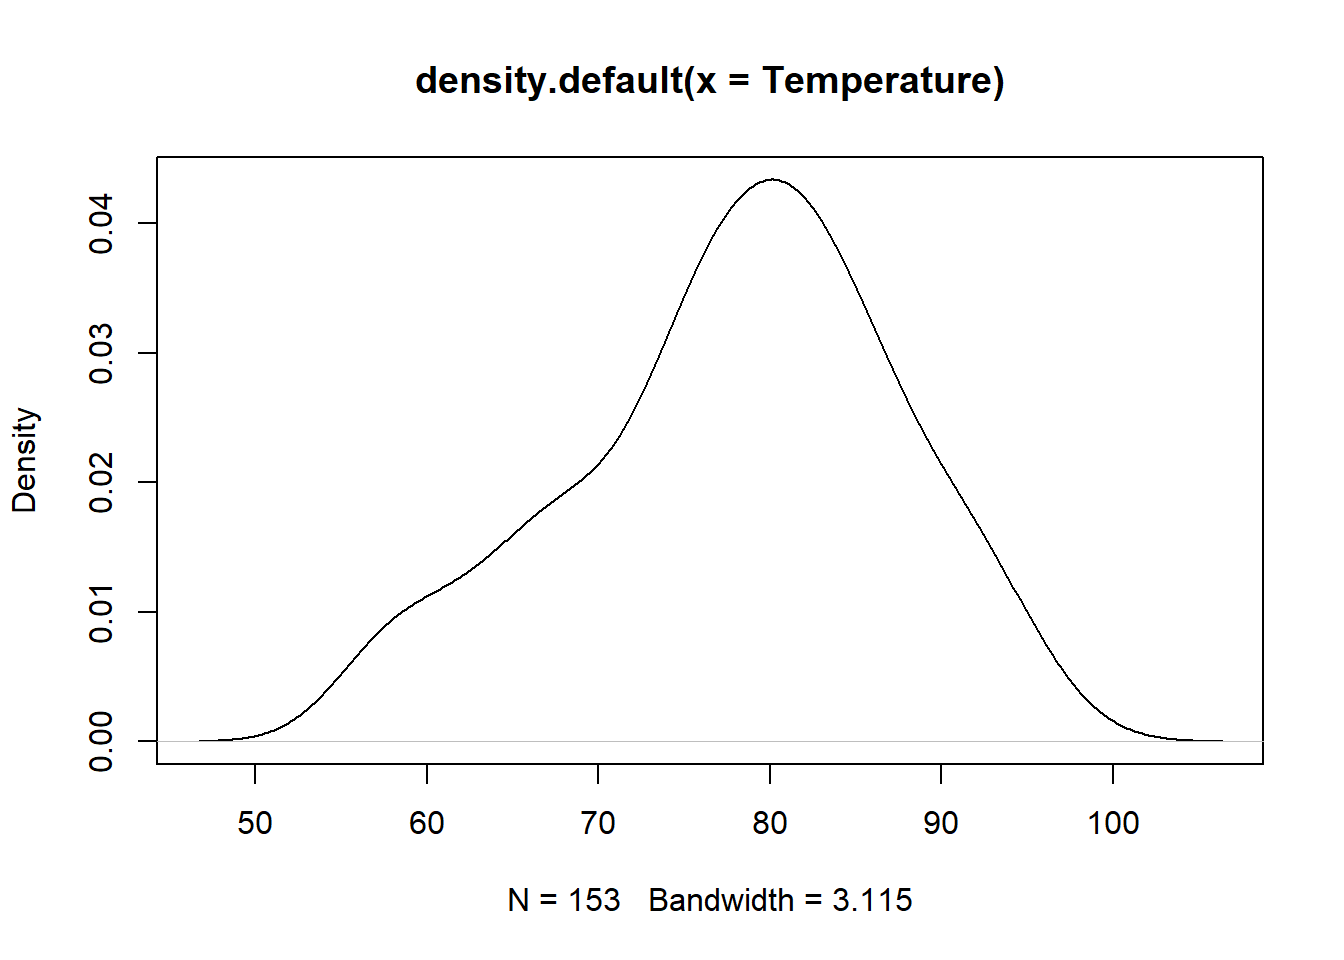 density.default(x = Temperature)
Density
0.04
0.03
0.02
0.01
0.00
50 60 70 80 90 100
N = 153 Bandwidth = 3.115